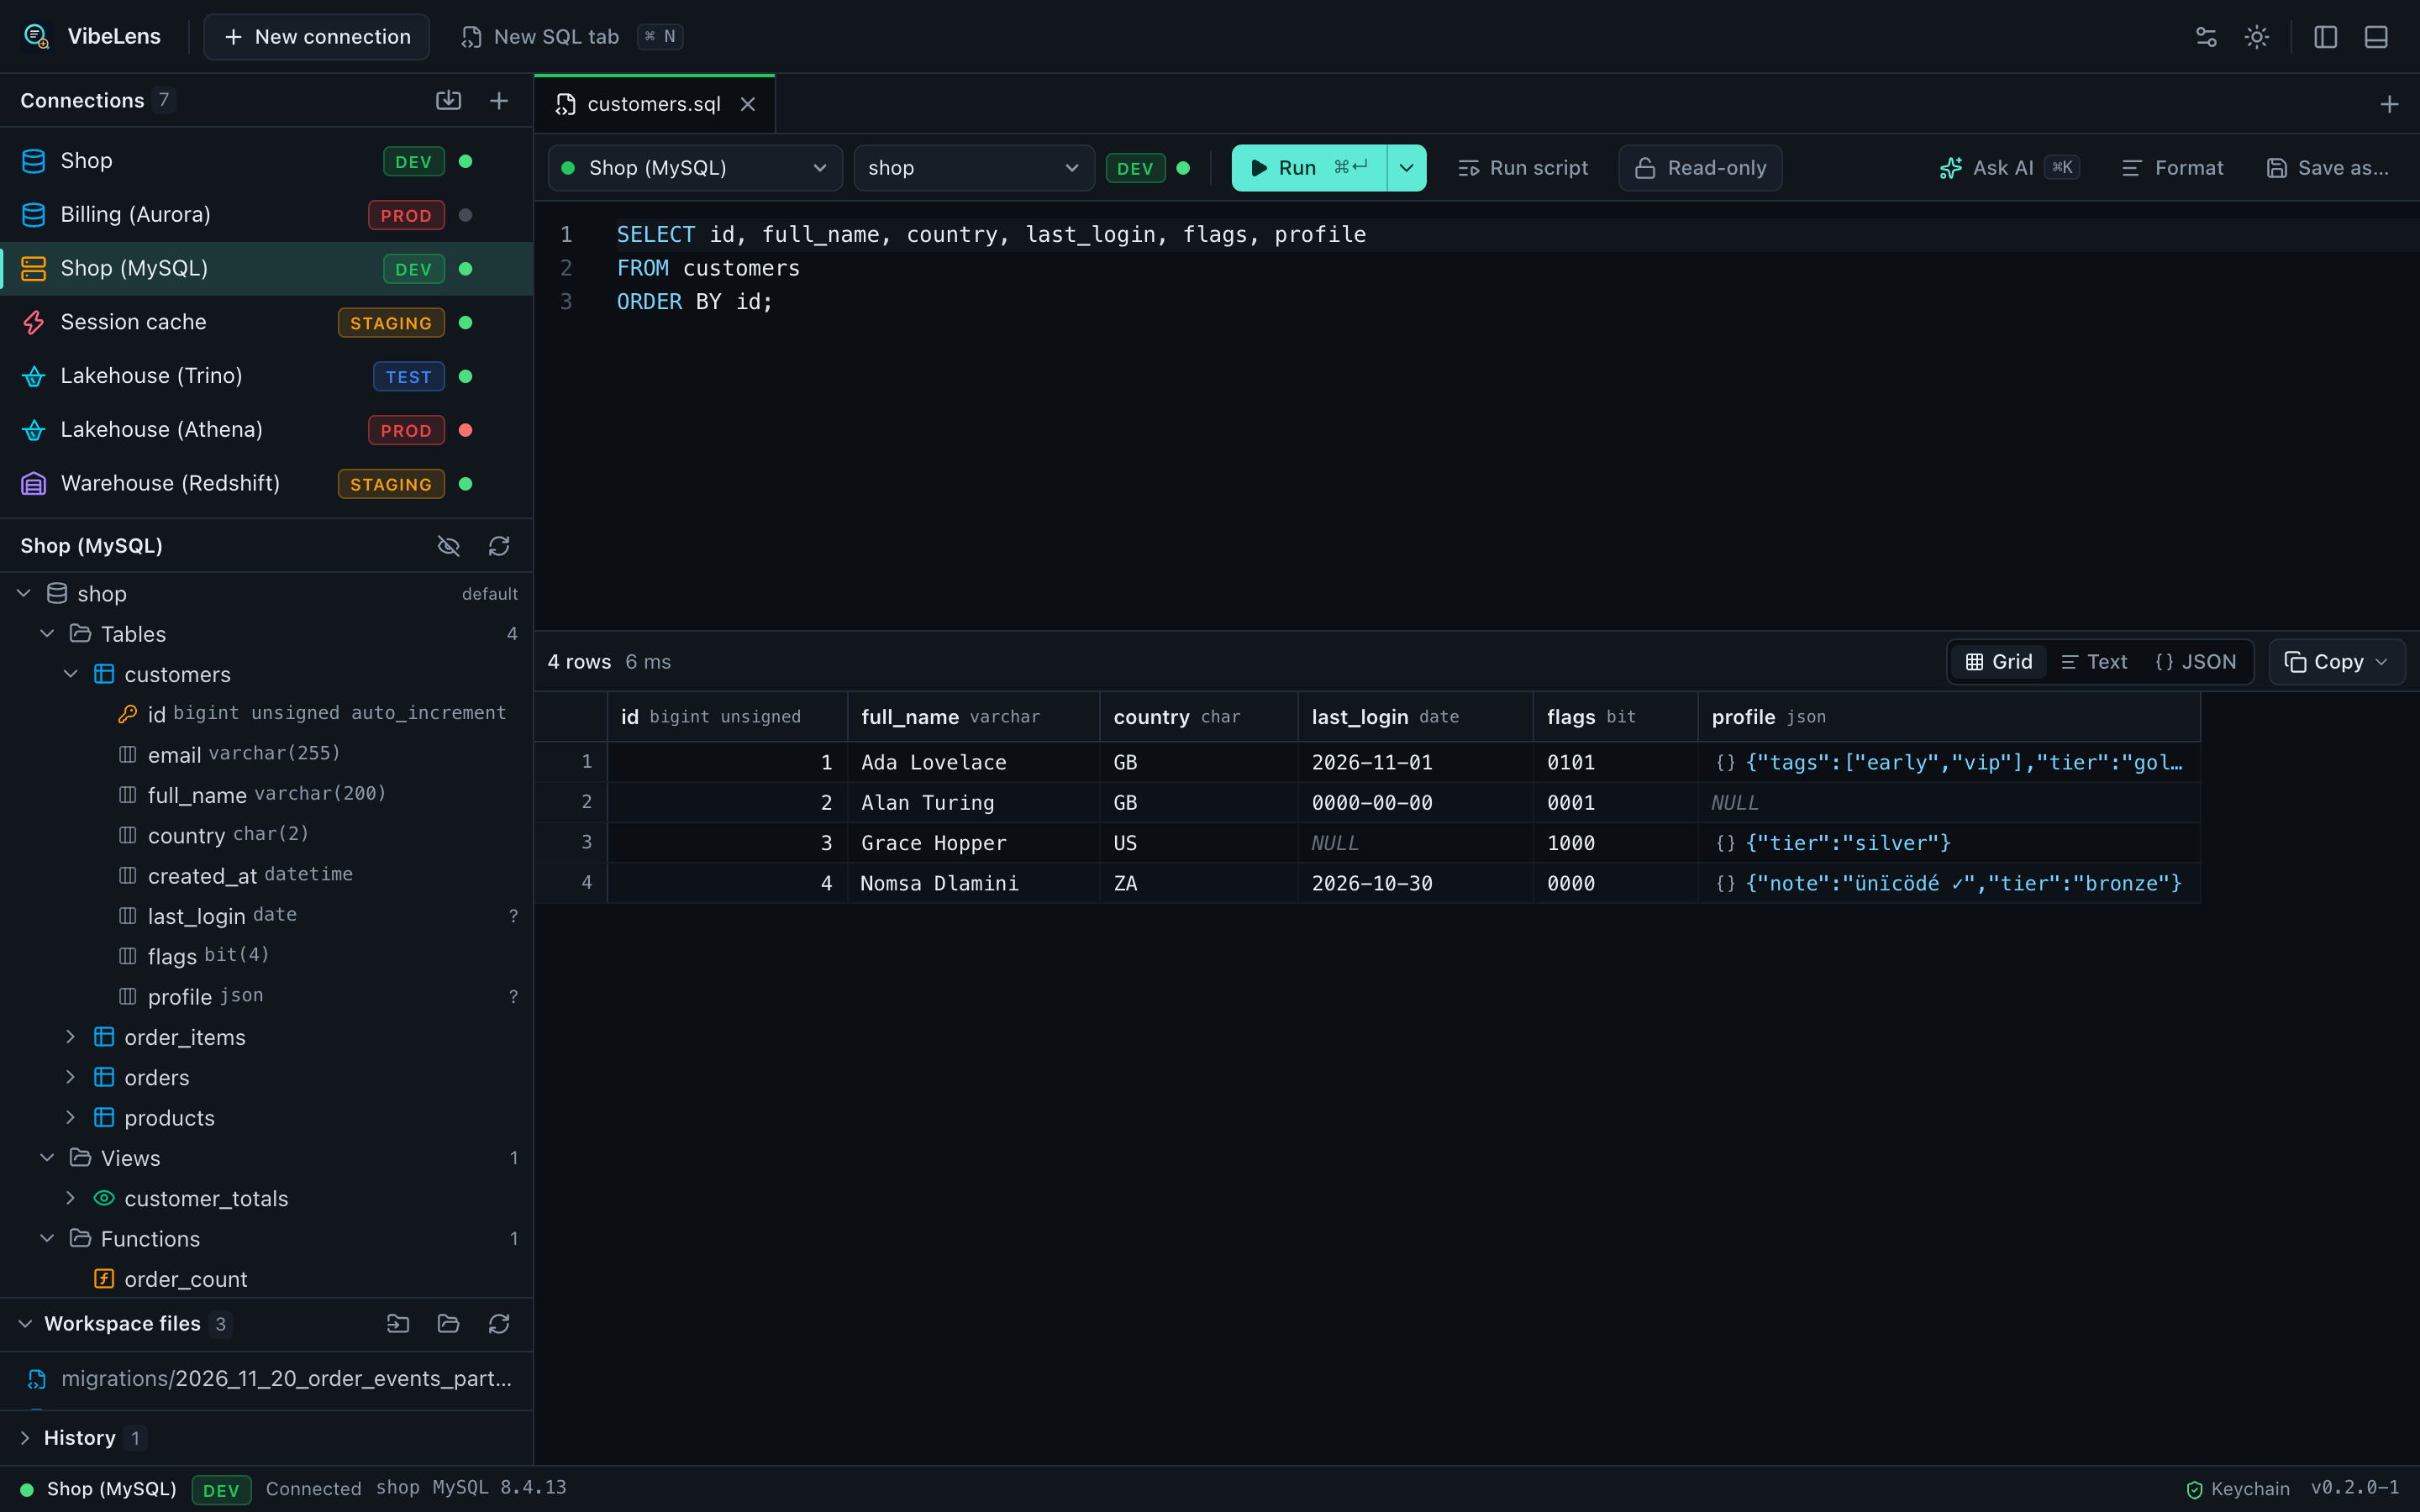 VibeLens
New connection
New SQL tab ⌘ N
Connections 7
Shop DEV
Billing (Aurora) PROD
Shop (MySQL) DEV
Session cache STAGING
Lakehouse (Trino) TEST
Lakehouse (Athena) PROD
Warehouse (Redshift) STAGING
Shop (MySQL)
shop default
Tables 4
customers
id bigint unsigned auto_increment
email varchar(255)
full_name varchar(200)
country char(2)
created_at datetime
last_login date ?
flags bit(4)
profile json ?
order_items
orders
products
Views 1
customer_totals
Functions 1
order_count
Workspace files 3
migrations/2026_11_20_order_events_part...
History 1
customers.sql
Shop (MySQL) shop DEV Run ⌘↵ Run script Read-only Ask AI ⌘K Format Save as...
1 SELECT id, full_name, country, last_login, flags, profile
2 FROM customers
3 ORDER BY id;
4 rows 6 ms Grid Text {} JSON Copy
id bigint unsigned full_name varchar country char last_login date flags bit profile json
1 1 Ada Lovelace GB 2026-11-01 0101 {} {"tags":["early","vip"],"tier":"gol…
2 2 Alan Turing GB 0000-00-00 0001 NULL
3 3 Grace Hopper US NULL 1000 {} {"tier":"silver"}
4 4 Nomsa Dlamini ZA 2026-10-30 0000 {} {"note":"ünïcödé ✓","tier":"bronze"}
Shop (MySQL) DEV Connected shop MySQL 8.4.13 Keychain v0.2.0-1